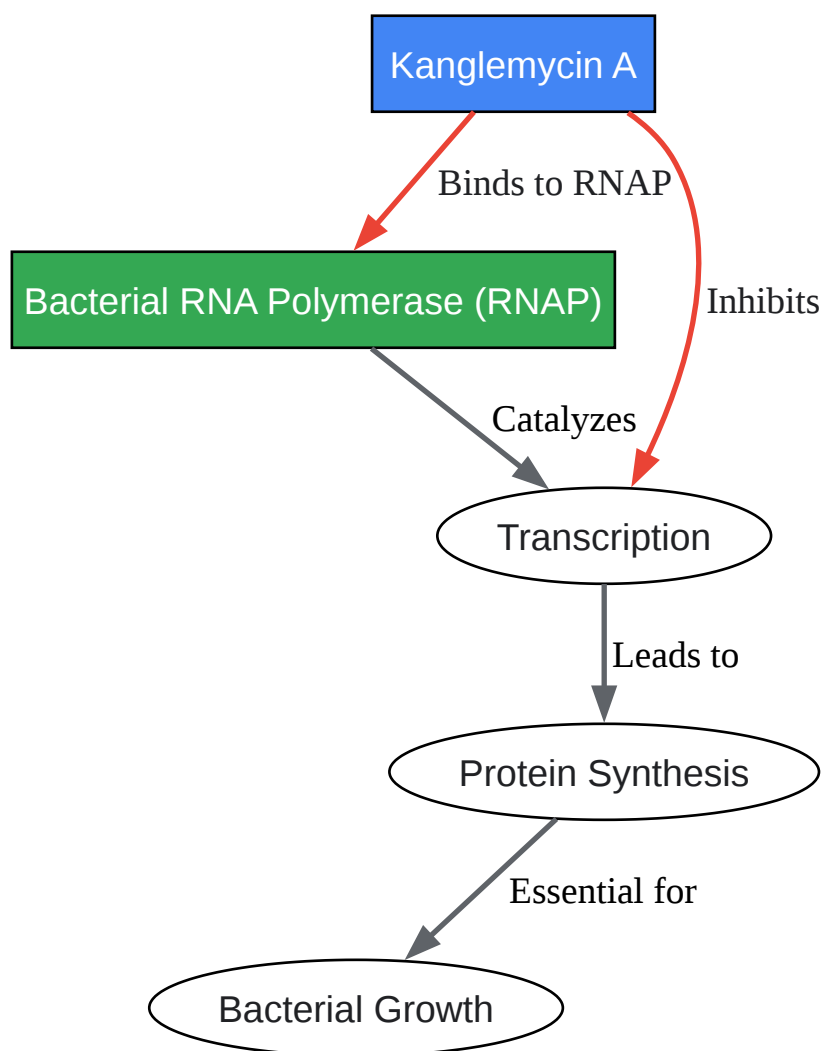 Kanglemycin A
Binds to RNAP
Bacterial RNA Polymerase (RNAP)
Inhibits
Catalyzes
Transcription
Leads to
Protein Synthesis
Essential for
Bacterial Growth